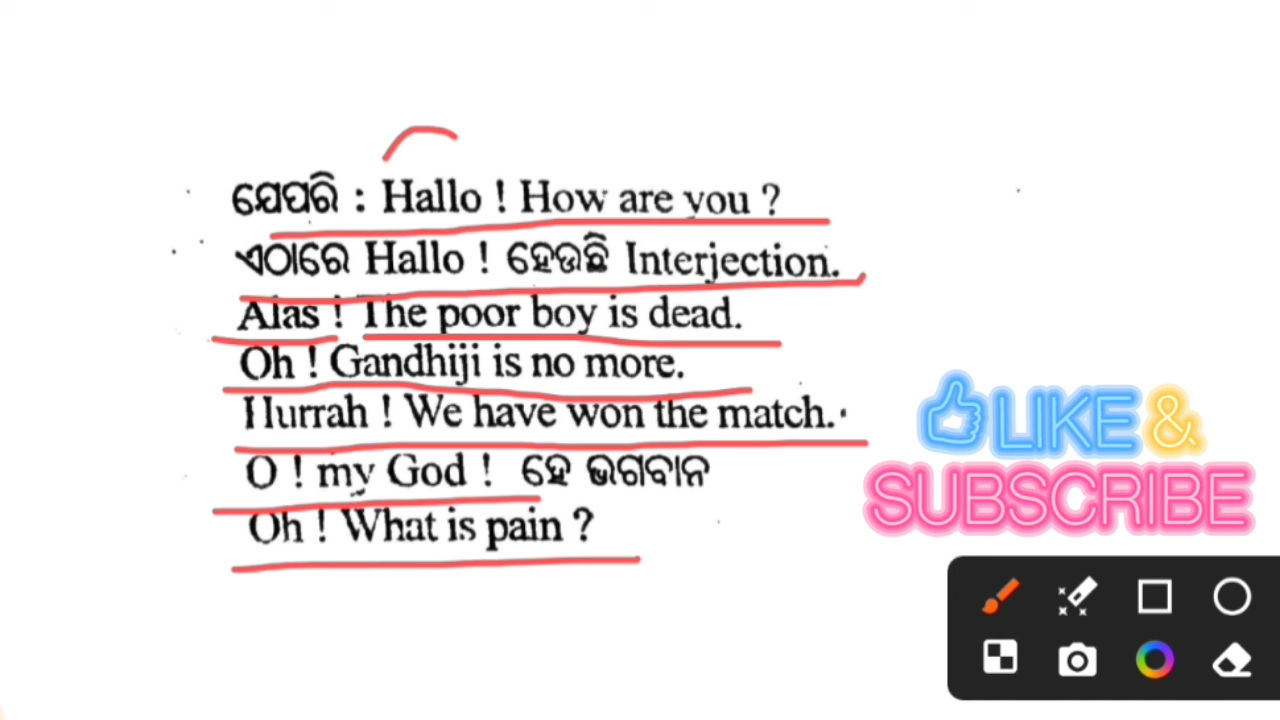 ଯେପରି : Hallo ! How are you ?
ଏଠାରେ Hallo ! ହେଉଛି Interjection.
Alas ! The poor boy is dead.
Oh ! Gandhiji is no more.
Hurrah ! We have won the match.
O ! my God ! ହେ ଭଗବାନ
Oh ! What is pain ?
LIKE &
SUBSCRIBE